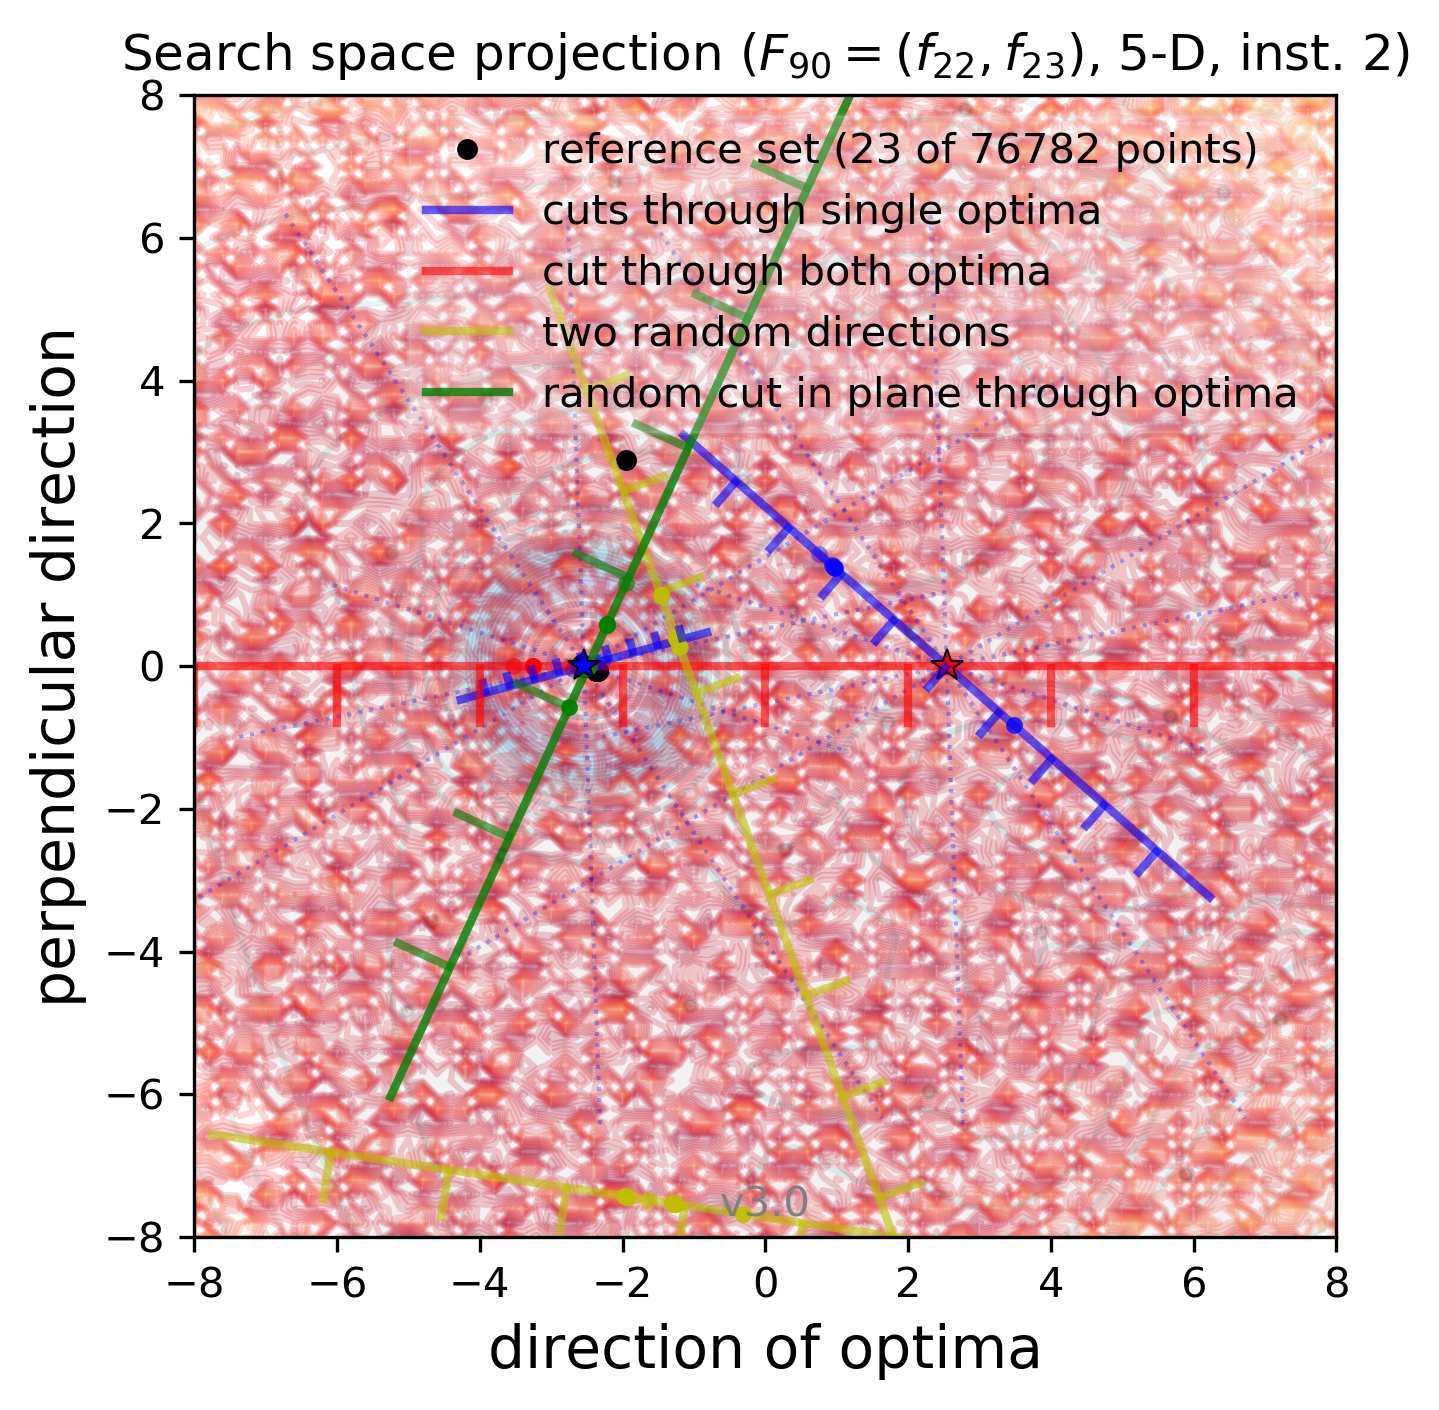 Search space projection (F₉₀ = (f₂₂, f₂₃), 5-D, inst. 2)
reference set (23 of 76782 points)
cuts through single optima
cut through both optima
two random directions
random cut in plane through optima
perpendicular direction
8
6
4
2
0
−2
−4
−6
−8
v3.0
−8 −6 −4 −2 0 2 4 6 8
direction of optima